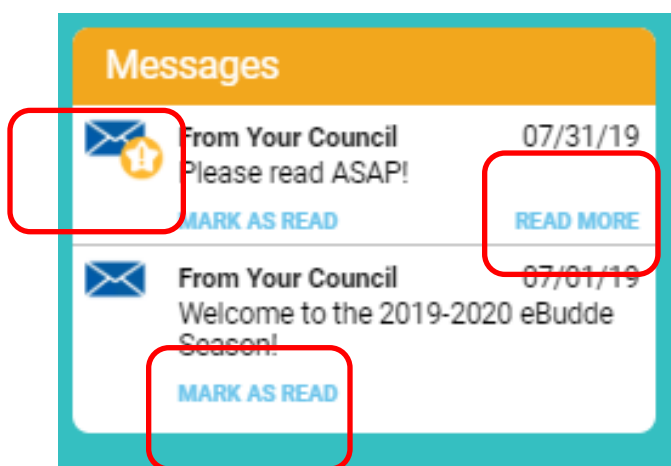 Messages
From Your Council 07/31/19
Please read ASAP!
MARK AS READ READ MORE
From Your Council 07/01/19
Welcome to the 2019-2020 eBudde
Season!
MARK AS READ